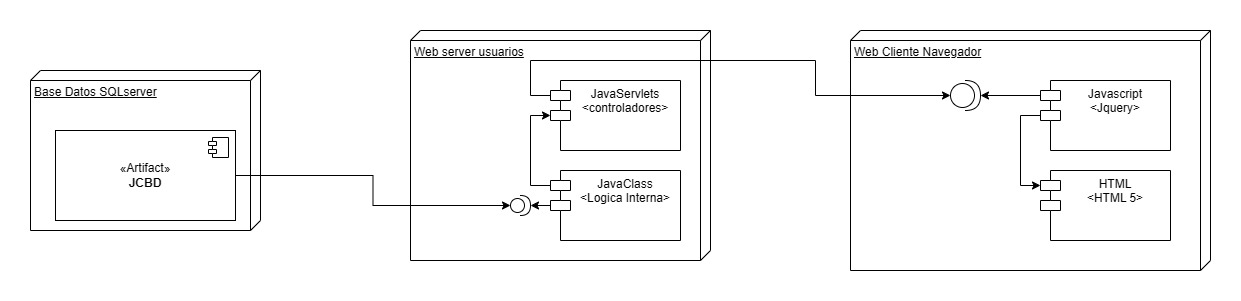 Base Datos SQLserver
«Artifact»
JCBD
Web server usuarios
JavaServlets
<controladores>
JavaClass
<Logica Interna>
Web Cliente Navegador
Javascript
<Jquery>
HTML
<HTML 5>